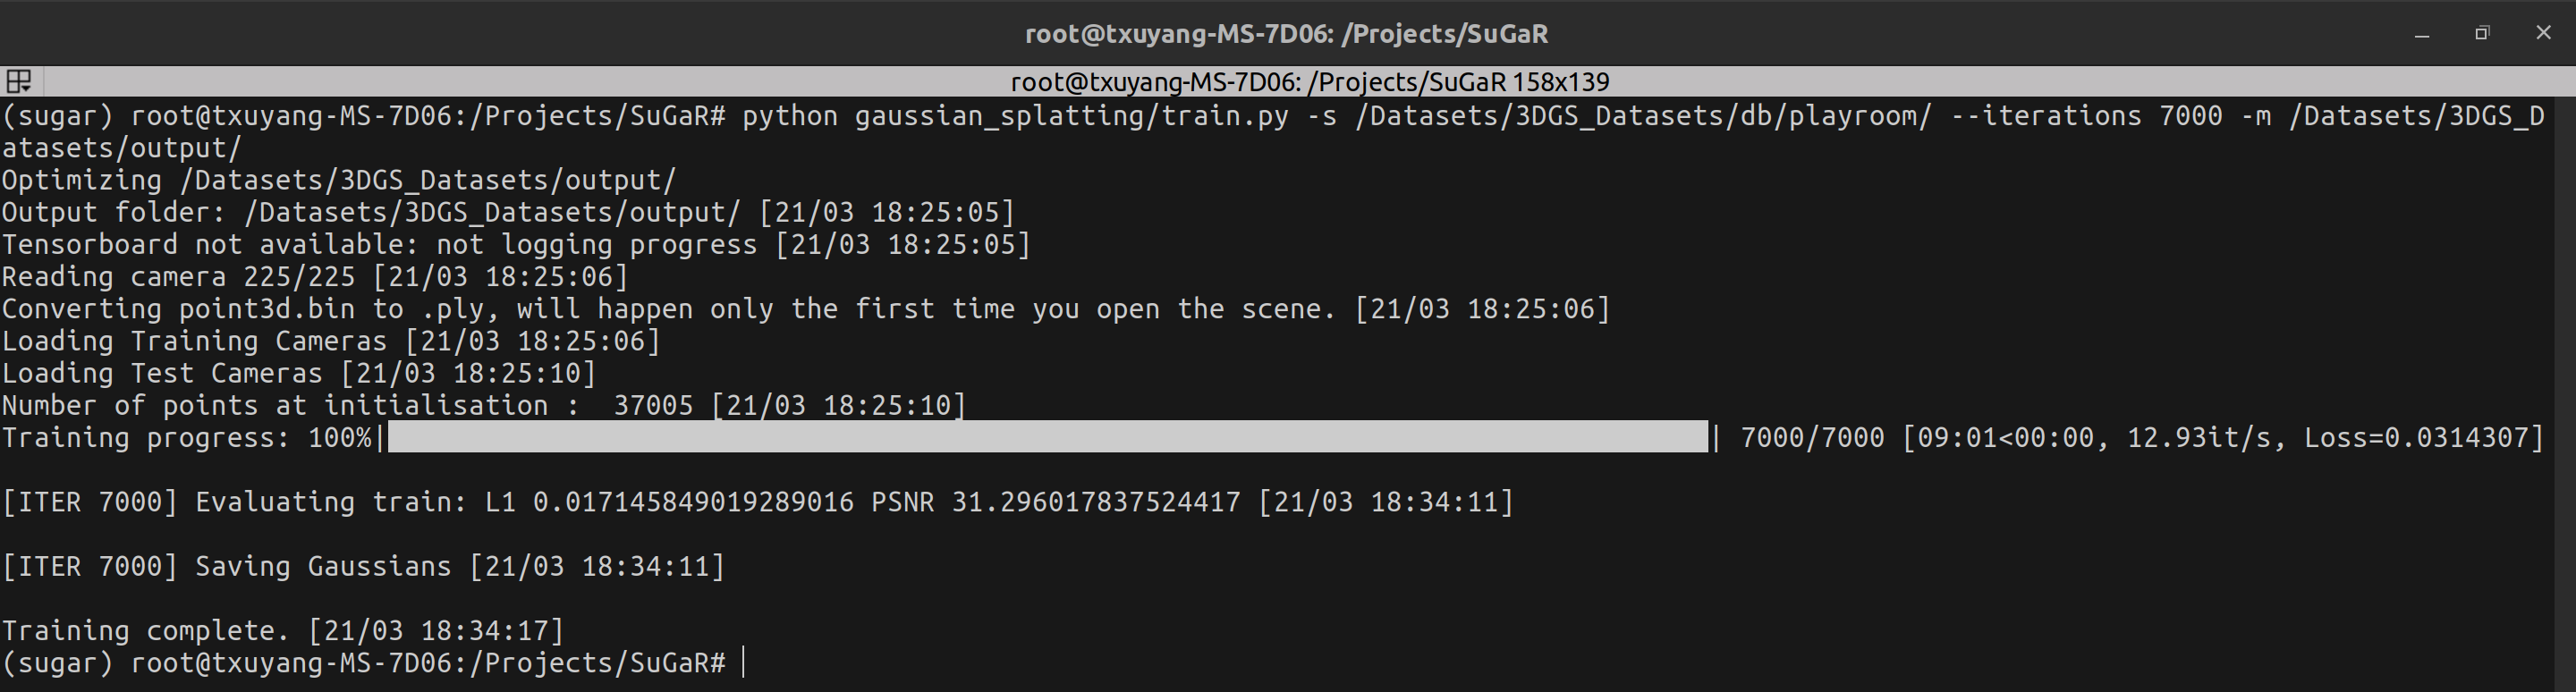 root@txuyang-MS-7D06: /Projects/SuGaR
root@txuyang-MS-7D06: /Projects/SuGaR 158x139
(sugar) root@txuyang-MS-7D06:/Projects/SuGaR# python gaussian_splatting/train.py -s /Datasets/3DGS_Datasets/db/playroom/ --iterations 7000 -m /Datasets/3DGS_D
atasets/output/
Optimizing /Datasets/3DGS_Datasets/output/
Output folder: /Datasets/3DGS_Datasets/output/ [21/03 18:25:05]
Tensorboard not available: not logging progress [21/03 18:25:05]
Reading camera 225/225 [21/03 18:25:06]
Converting point3d.bin to .ply, will happen only the first time you open the scene. [21/03 18:25:06]
Loading Training Cameras [21/03 18:25:06]
Loading Test Cameras [21/03 18:25:10]
Number of points at initialisation :  37005 [21/03 18:25:10]
Training progress: 100%| | 7000/7000 [09:01<00:00, 12.93it/s, Loss=0.0314307]
[ITER 7000] Evaluating train: L1 0.017145849019289016 PSNR 31.296017837524417 [21/03 18:34:11]
[ITER 7000] Saving Gaussians [21/03 18:34:11]
Training complete. [21/03 18:34:17]
(sugar) root@txuyang-MS-7D06:/Projects/SuGaR#